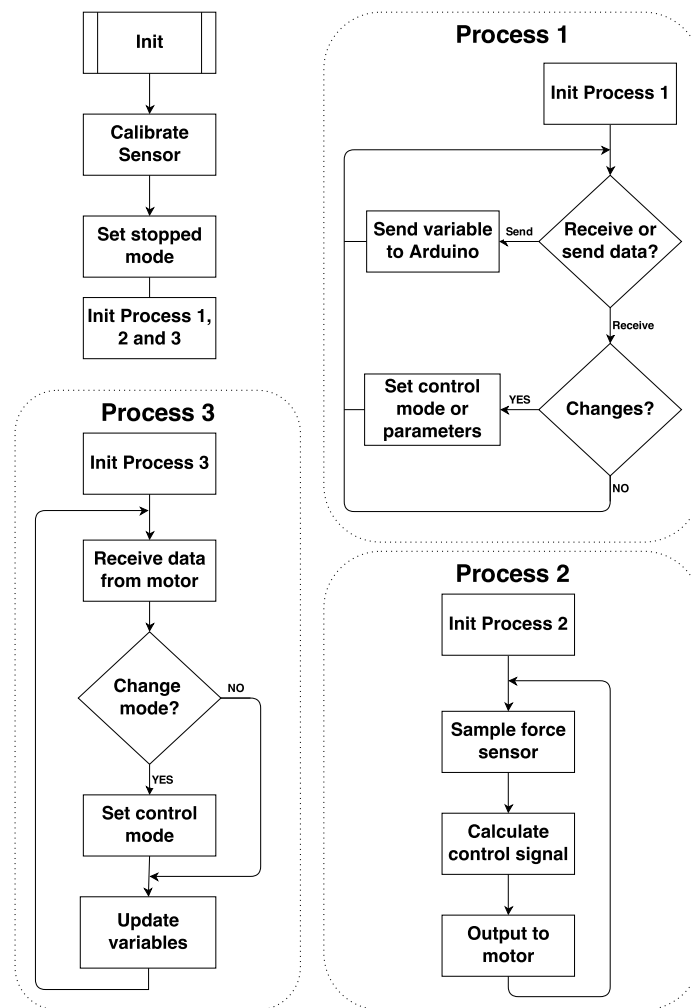 Init
Calibrate
Sensor
Set stopped
mode
Init Process 1,
2 and 3
Process 1
Init Process 1
Receive or
send data?
Send
Send variable
to Arduino
Receive
Changes?
YES
Set control
mode or
parameters
NO
Process 3
Init Process 3
Receive data
from motor
Change
mode?
NO
YES
Set control
mode
Update
variables
Process 2
Init Process 2
Sample force
sensor
Calculate
control signal
Output to
motor